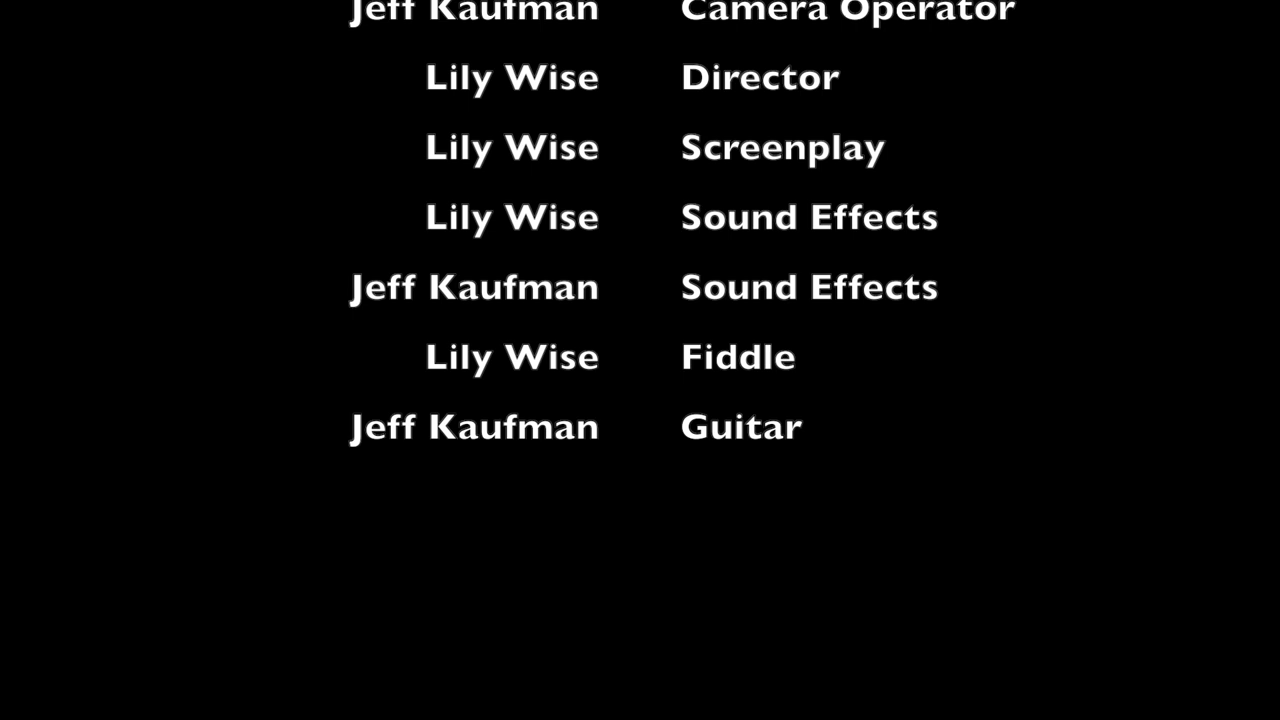 Jeff Kaufman Camera Operator
Lily Wise Director
Lily Wise Screenplay
Lily Wise Sound Effects
Jeff Kaufman Sound Effects
Lily Wise Fiddle
Jeff Kaufman Guitar